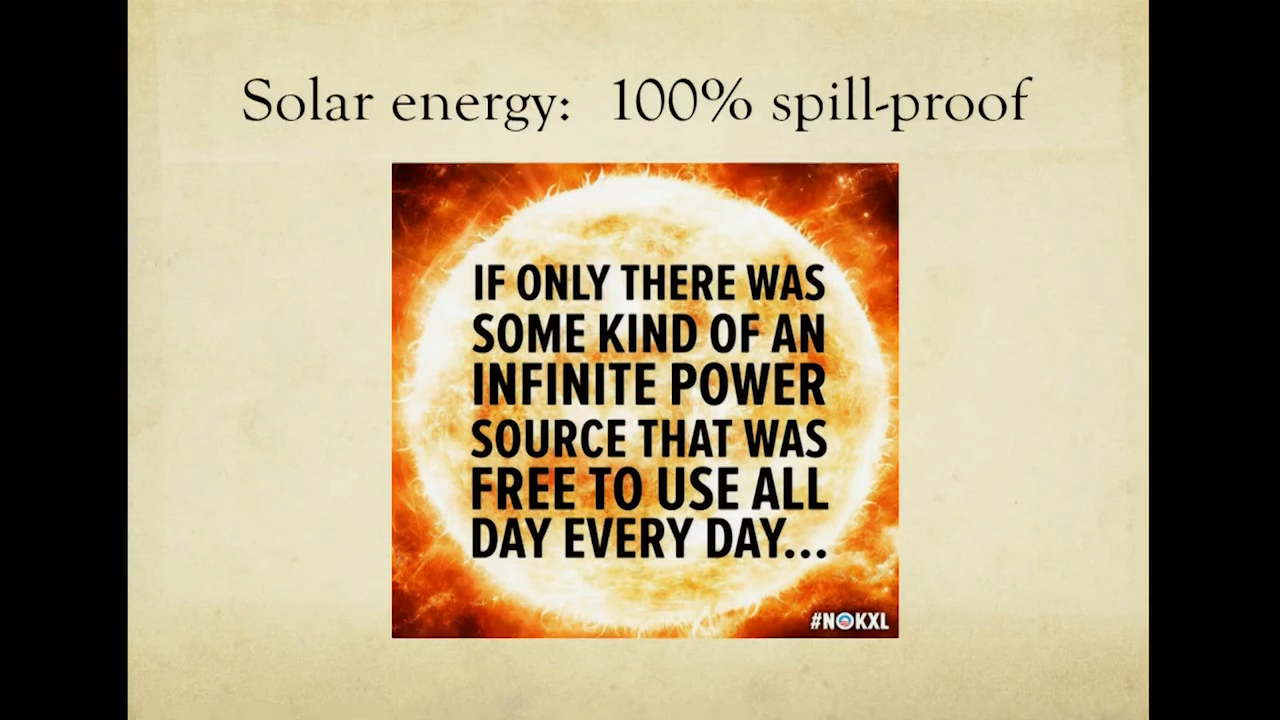 Solar energy: 100% spill-proof
IF ONLY THERE WAS
SOME KIND OF AN
INFINITE POWER
SOURCE THAT WAS
FREE TO USE ALL
DAY EVERY DAY...
#NOKXL